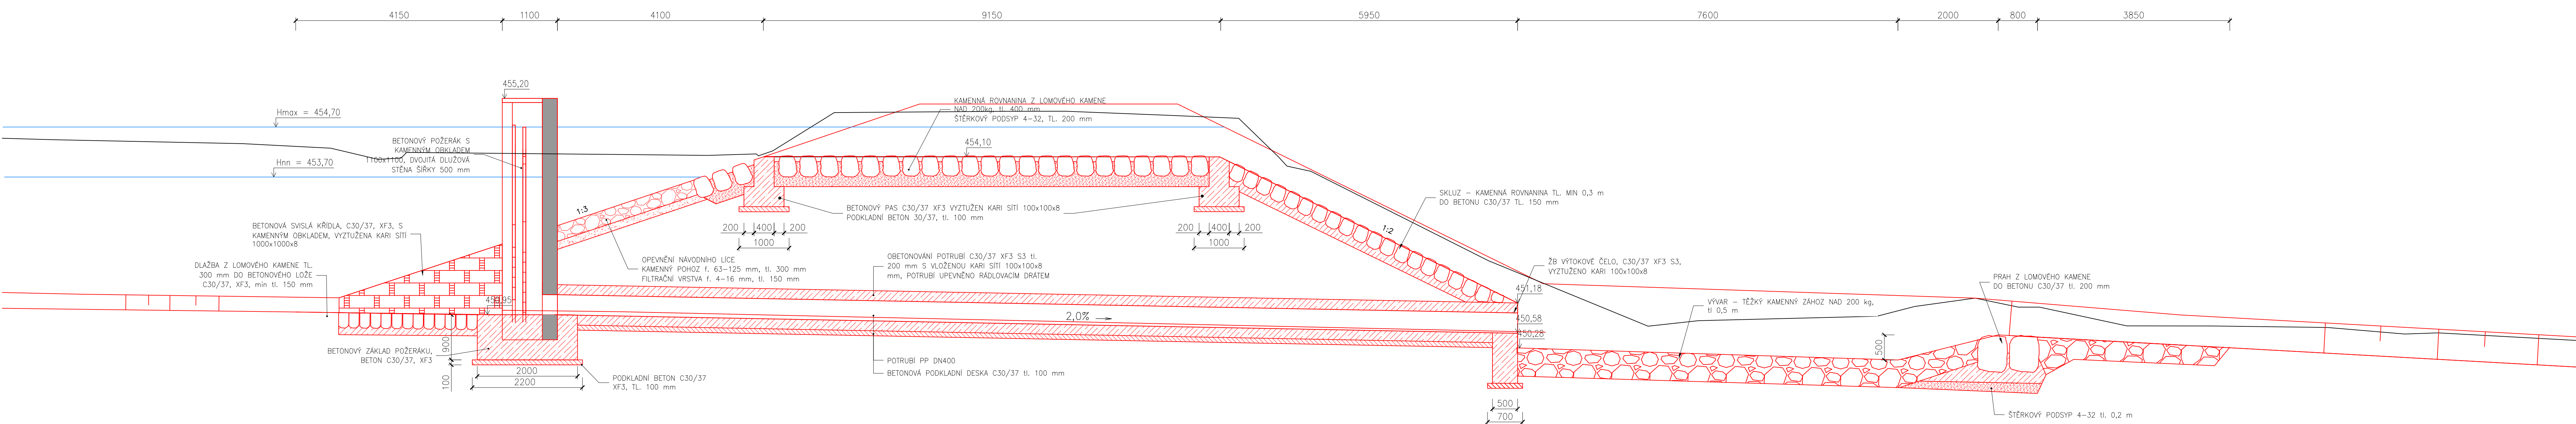 4150
1100
4100
9150
5950
7600
2000
800
3850
455,20
Hmax = 454,70
Hnn = 453,70
BETONOVÝ POŽERÁK S
KAMENNÝM OBKLADEM
1100x1100, DVOJITÁ DLUŽOVÁ
STĚNA ŠÍŘKY 500 mm
KAMENNÁ ROVNANINA Z LOMOVÉHO KAMENE
NAD 200kg, tl. 400 mm
ŠTĚRKOVÝ PODSYP 4-32, TL. 200 mm
454,10
1:3
BETONOVÝ PAS C30/37 XF3 VYZTUŽEN KARI SÍTÍ 100x100x8
PODKLADNÍ BETON 30/37, tl. 100 mm
SKLUZ - KAMENNÁ ROVNANINA TL. MIN 0,3 m
DO BETONU C30/37 TL. 150 mm
1:2
200
400
200
1000
200
400
200
1000
BETONOVÁ SVISLÁ KŘÍDLA, C30/37, XF3, S
KAMENNÝM OBKLADEM, VYZTUŽENÁ KARI SÍTÍ
1000x1000x8
DLAŽBA Z LOMOVÉHO KAMENE TL.
300 mm DO BETONOVÉHO LOŽE
C30/37, XF3, min tl. 150 mm
OPEVNĚNÍ NÁVODNÍHO LÍCE
KAMENNÝ POHOZ f. 63-125 mm, tl. 300 mm
FILTRAČNÍ VRSTVA f. 4-16 mm, tl. 150 mm
OBETONOVÁNÍ POTRUBÍ C30/37 XF3 S3 tl.
200 mm S VLOŽENOU KARI SÍTÍ 100x100x8
mm, POTRUBÍ UPEVNĚNO RÁDLOVACÍM DRÁTEM
ŽB VÝTOKOVÉ ČELO, C30/37 XF3 S3,
VYZTUŽENO KARI 100x100x8
PRAH Z LOMOVÉHO KAMENE
DO BETONU C30/37 tl. 200 mm
VÝVAR - TĚŽKÝ KAMENNÝ ZÁHOZ NAD 200 kg,
tl 0,5 m
450,95
451,18
450,58
450,28
2,0%
900
100
500
BETONOVÝ ZÁKLAD POŽERÁKU,
BETON C30/37, XF3
2000
2200
PODKLADNÍ BETON C30/37
XF3, TL. 100 mm
POTRUBÍ PP DN400
BETONOVÁ PODKLADNÍ DESKA C30/37 tl. 100 mm
500
700
ŠTĚRKOVÝ PODSYP 4-32 tl. 0,2 m